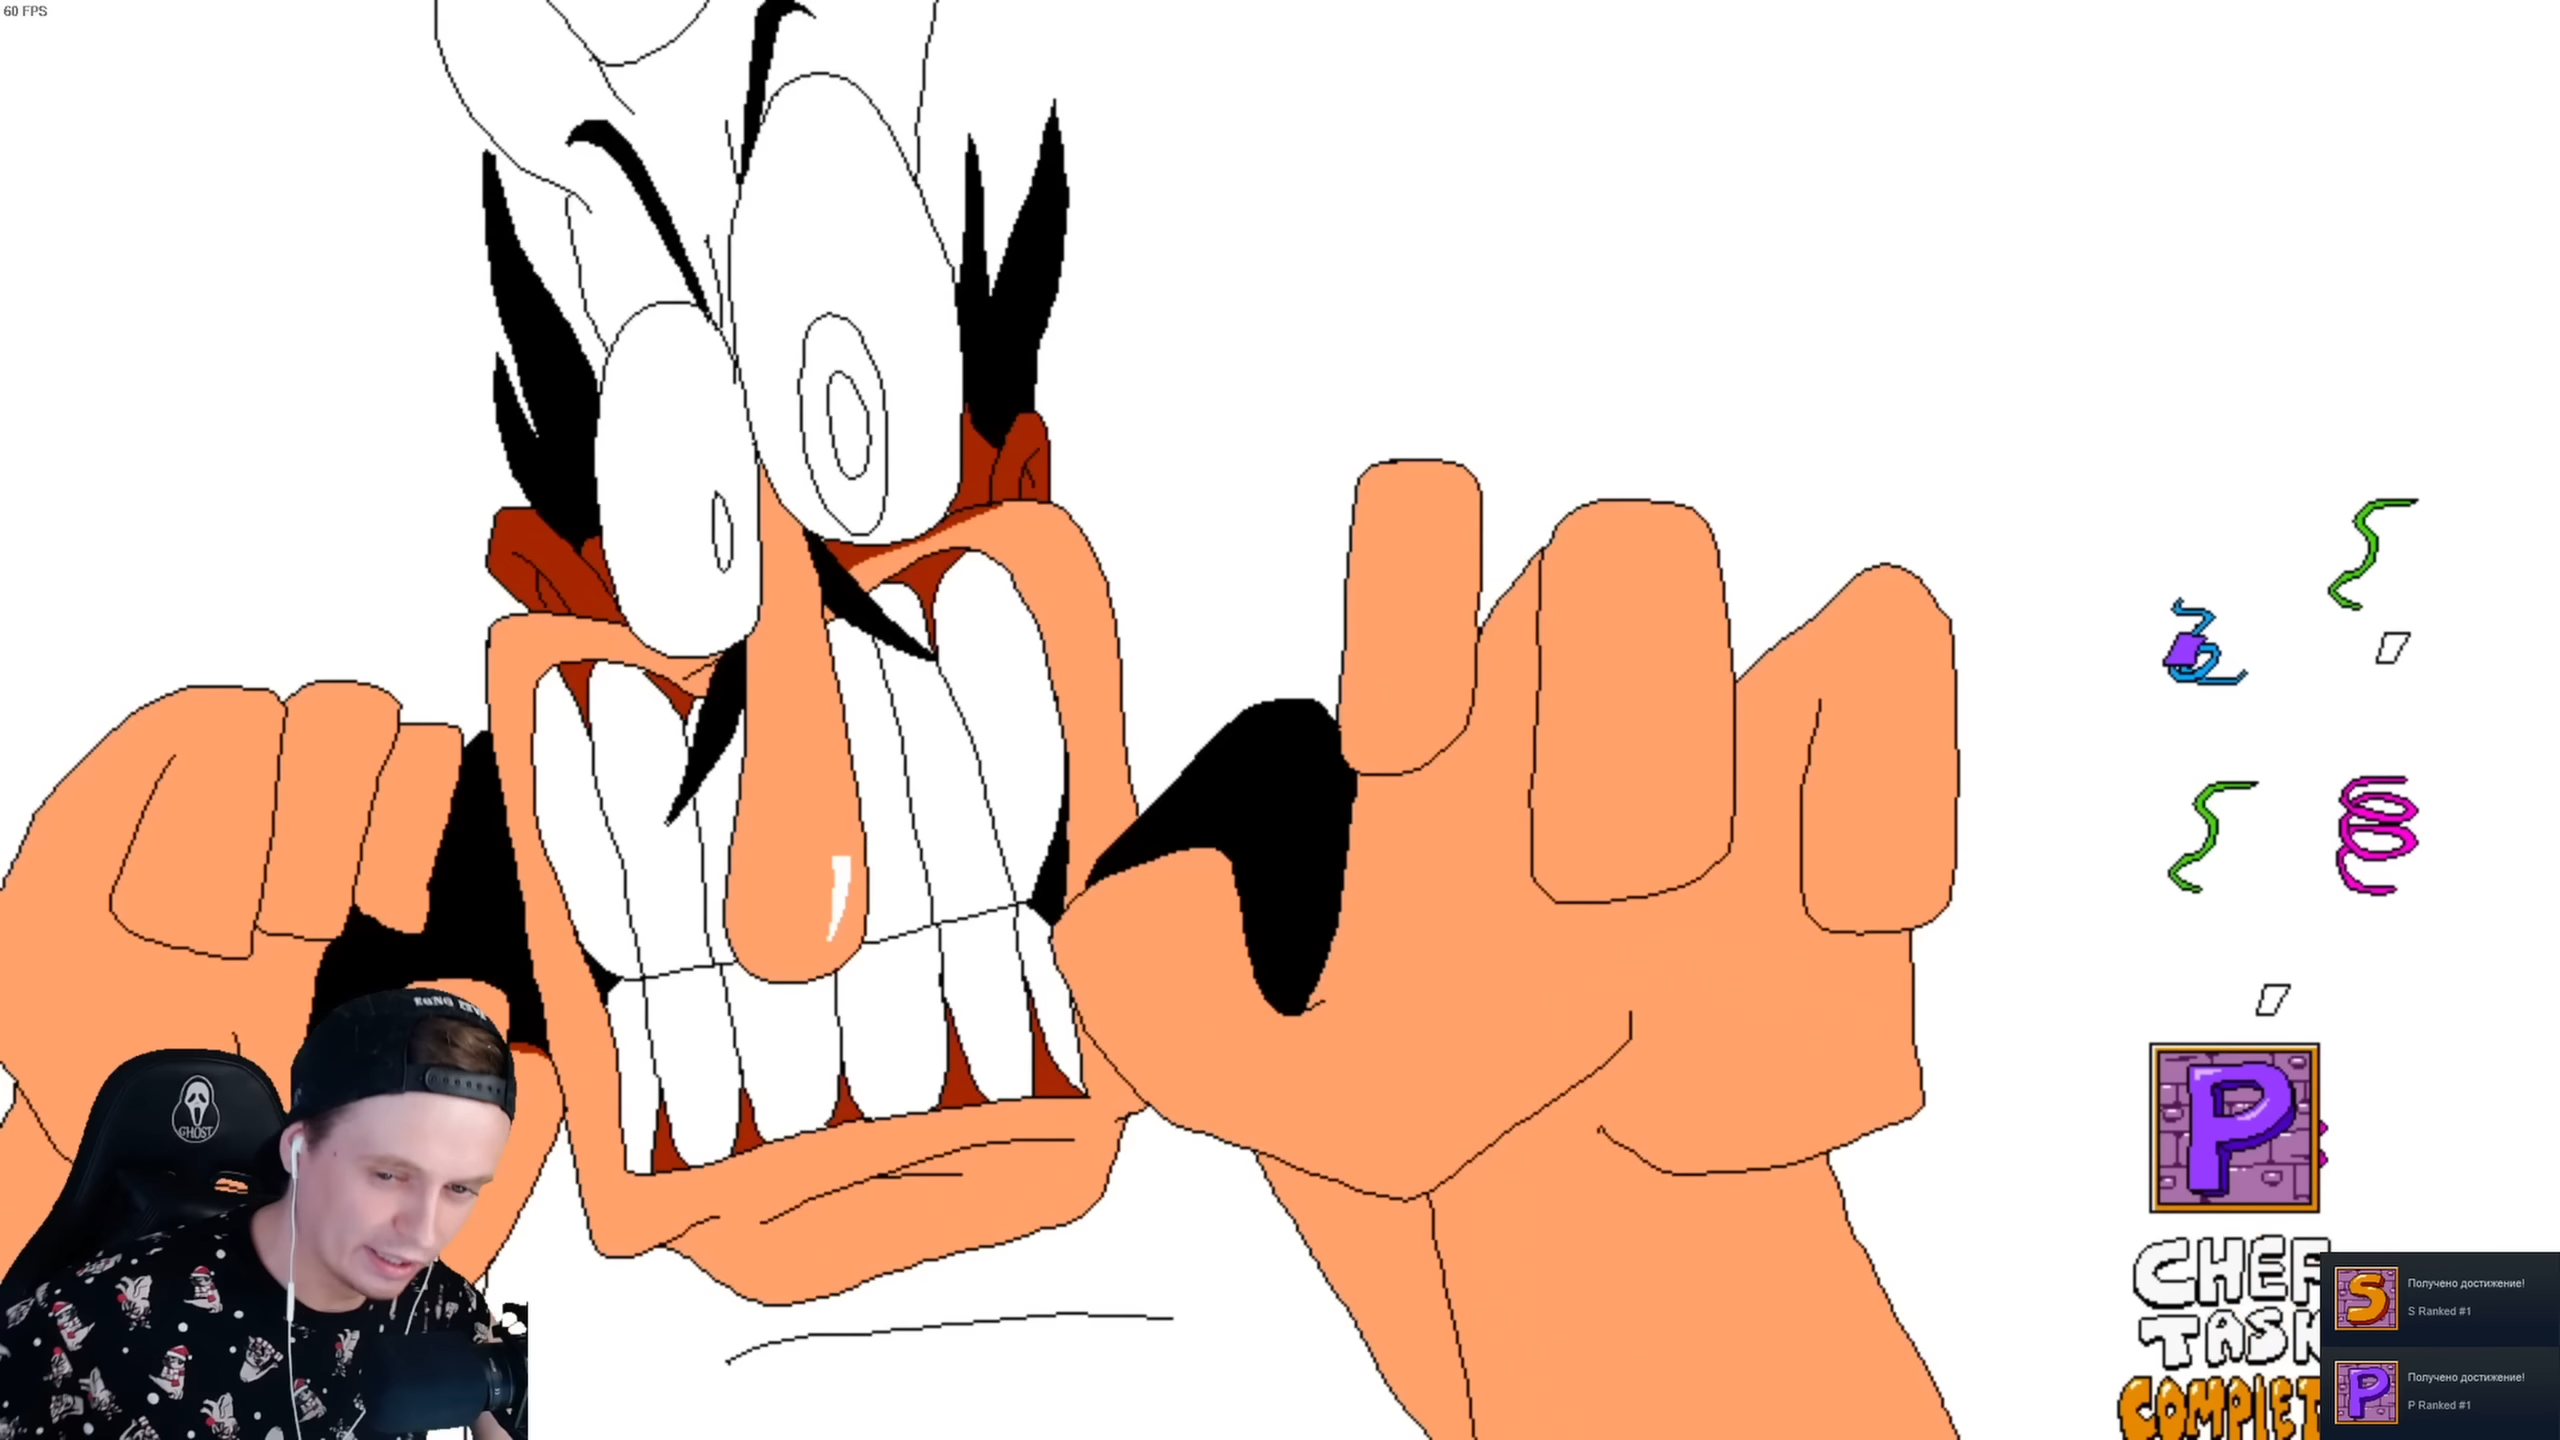 60 FPS
GHOST
P
CHEF
TASK
COMPLET
S
Получено достижение!
S Ranked #1
P
Получено достижение!
P Ranked #1